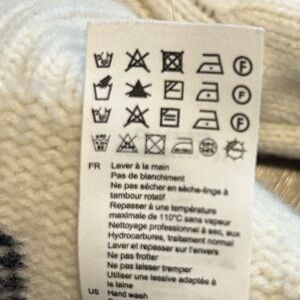 F
F
F
FR Laver à la main
Pas de blanchiment
Ne pas sécher en sèche-linge à
tambour rotatif
Repasser à une température
maximale de 110°C sans vapeur
Nettoyage professionnel à sec, aux
Hydrocarbures, traitement normal
Laver et repasser sur l'envers
Ne pas frotter
Ne pas laisser tremper
Utiliser une lessive adaptée à
la laine
US Hand wash